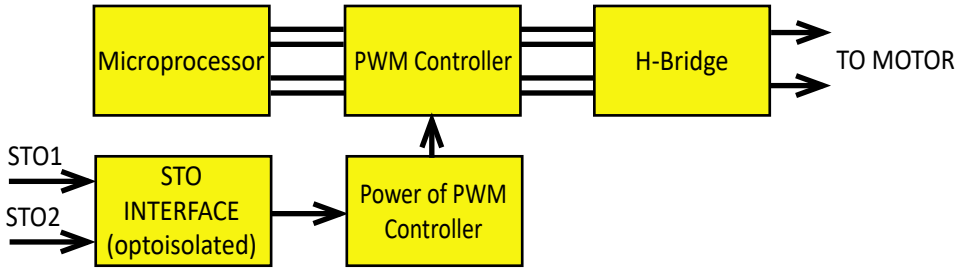 Microprocessor
PWM Controller
H-Bridge
TO MOTOR
STO1
STO2
STO
INTERFACE
(optoisolated)
Power of PWM
Controller